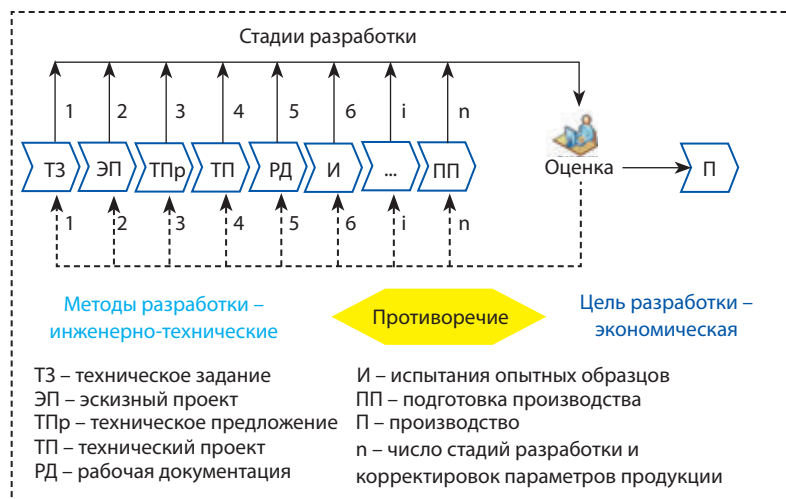 Стадии разработки
1 2 3 4 5 6 i n
ТЗ ЭП ТПр ТП РД И ... ПП Оценка П
1 2 3 4 5 6 i n
Методы разработки –
инженерно-технические
Противоречие
Цель разработки –
экономическая
ТЗ – техническое задание
ЭП – эскизный проект
ТПр – техническое предложение
ТП – технический проект
РД – рабочая документация
И – испытания опытных образцов
ПП – подготовка производства
П – производство
n – число стадий разработки и
корректировок параметров продукции